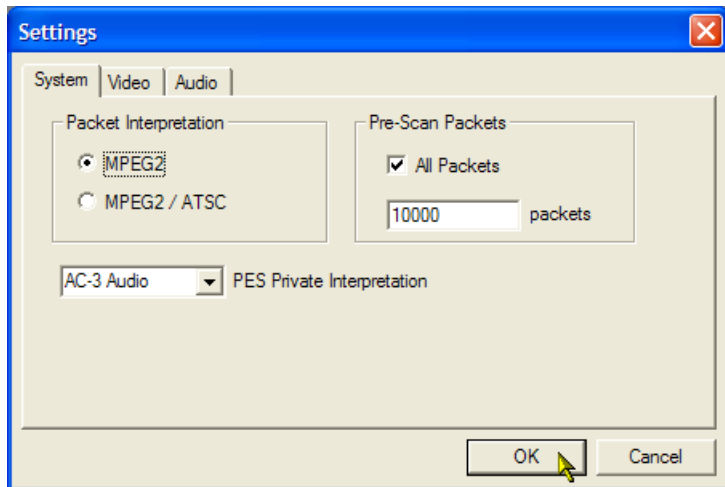 Settings
System Video Audio
Packet Interpretation
MPEG2
MPEG2 / ATSC
Pre-Scan Packets
All Packets
10000 packets
AC-3 Audio PES Private Interpretation
OK Cancel